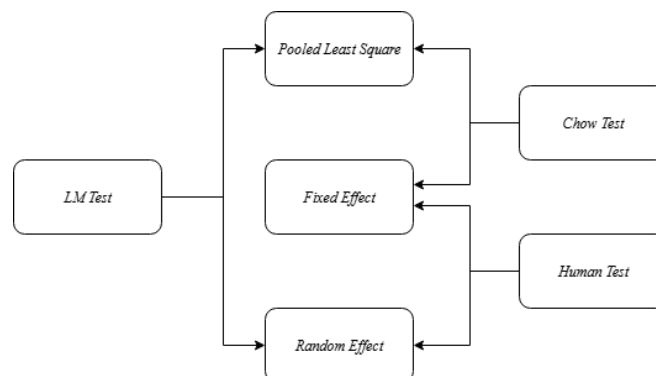 Pooled Least Square
Chow Test
LM Test
Fixed Effect
Human Test
Random Effect